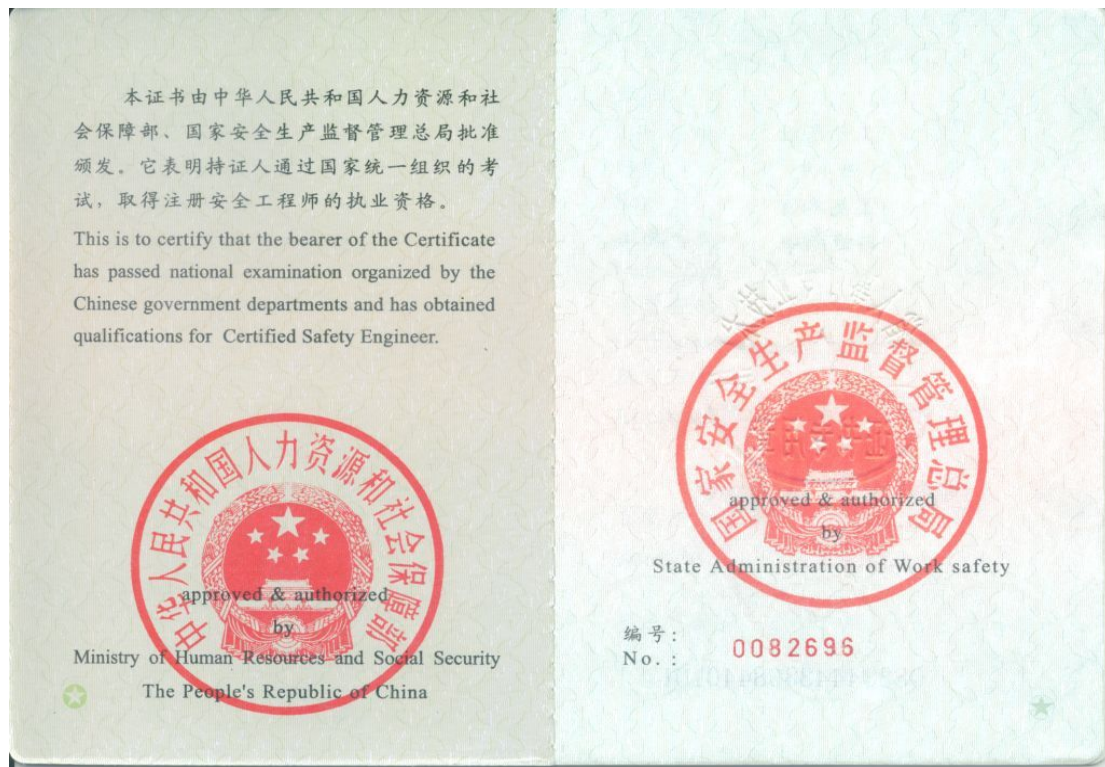 本证书由中华人民共和国人力资源和社
会保障部、国家安全生产监督管理总局批准
颁发。它表明持证人通过国家统一组织的考
试，取得注册安全工程师的执业资格。
This is to certify that the bearer of the Certificate
has passed national examination organized by the
Chinese government departments and has obtained
qualifications for Certified Safety Engineer.
中华人民共和国人力资源和社会保障部
approved & authorized
by
Ministry of Human Resources and Social Security
The People's Republic of China
国家安全生产监督管理总局
approved & authorized
by
State Administration of Work safety
编号:
No. : 0082696